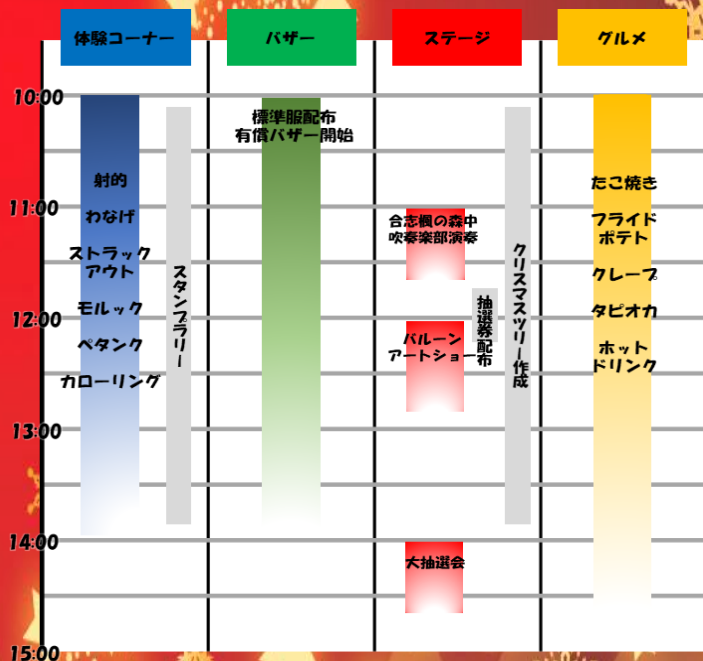 体験コーナー
バザー
ステージ
グルメ
10:00
11:00
12:00
13:00
14:00
15:00
射的
わなげ
ストラック
アウト
モルック
ペタンク
カローリング
スタンプラリー
標準服配布
有償バザー開始
合志楓の森中
吹奏楽部演奏
バルーン
アートショー
抽選券配布
大抽選会
クリスマスツリー作成
たこ焼き
フライド
ポテト
クレープ
タピオカ
ホット
ドリンク